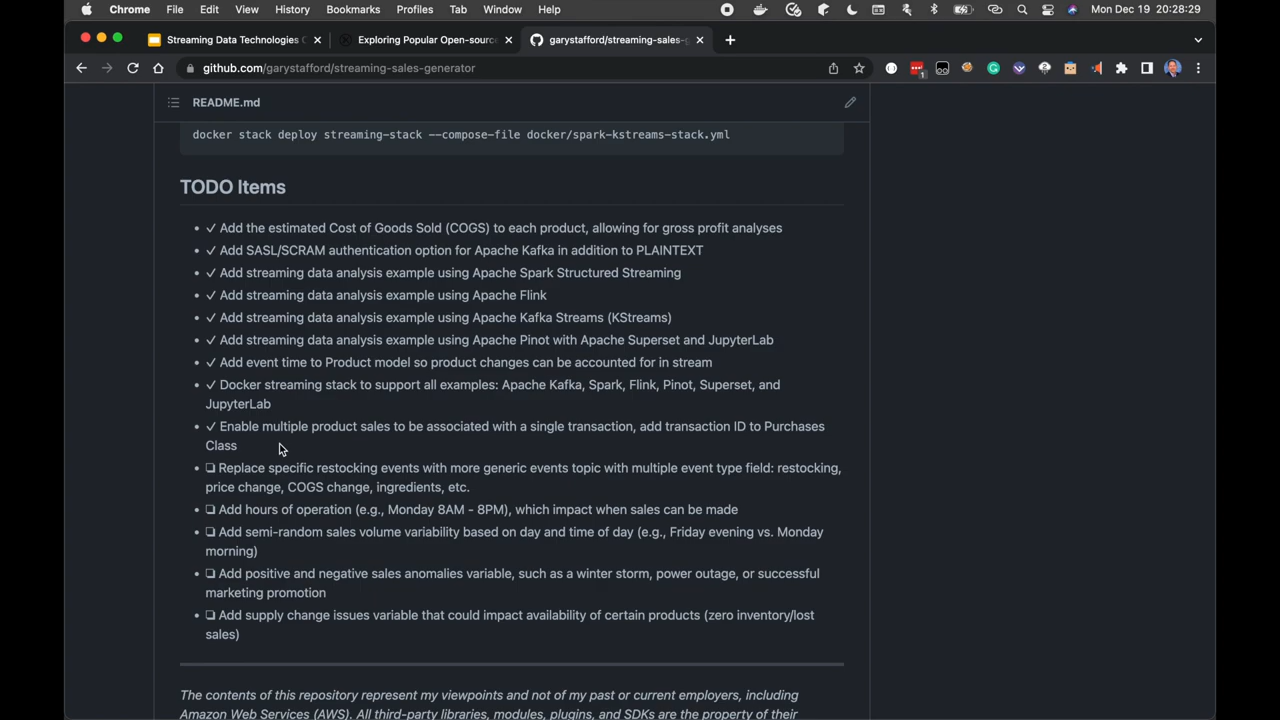 Chrome File Edit View History Bookmarks Profiles Tab Window Help Mon Dec 19 20:28:29
Streaming Data Technologies Exploring Popular Open-sourc garystafford/streaming-sales-g
github.com/garystafford/streaming-sales-generator
README.md
docker stack deploy streaming-stack --compose-file docker/spark-kstreams-stack.yml
TODO Items
• ✓ Add the estimated Cost of Goods Sold (COGS) to each product, allowing for gross profit analyses
• ✓ Add SASL/SCRAM authentication option for Apache Kafka in addition to PLAINTEXT
• ✓ Add streaming data analysis example using Apache Spark Structured Streaming
• ✓ Add streaming data analysis example using Apache Flink
• ✓ Add streaming data analysis example using Apache Kafka Streams (KStreams)
• ✓ Add streaming data analysis example using Apache Pinot with Apache Superset and JupyterLab
• ✓ Add event time to Product model so product changes can be accounted for in stream
• ✓ Docker streaming stack to support all examples: Apache Kafka, Spark, Flink, Pinot, Superset, and
JupyterLab
• ✓ Enable multiple product sales to be associated with a single transaction, add transaction ID to Purchases
Class
• ❏ Replace specific restocking events with more generic events topic with multiple event type field: restocking,
price change, COGS change, ingredients, etc.
• ❏ Add hours of operation (e.g., Monday 8AM - 8PM), which impact when sales can be made
• ❏ Add semi-random sales volume variability based on day and time of day (e.g., Friday evening vs. Monday
morning)
• ❏ Add positive and negative sales anomalies variable, such as a winter storm, power outage, or successful
marketing promotion
• ❏ Add supply change issues variable that could impact availability of certain products (zero inventory/lost
sales)
The contents of this repository represent my viewpoints and not of my past or current employers, including
Amazon Web Services (AWS). All third-party libraries, modules, plugins, and SDKs are the property of their